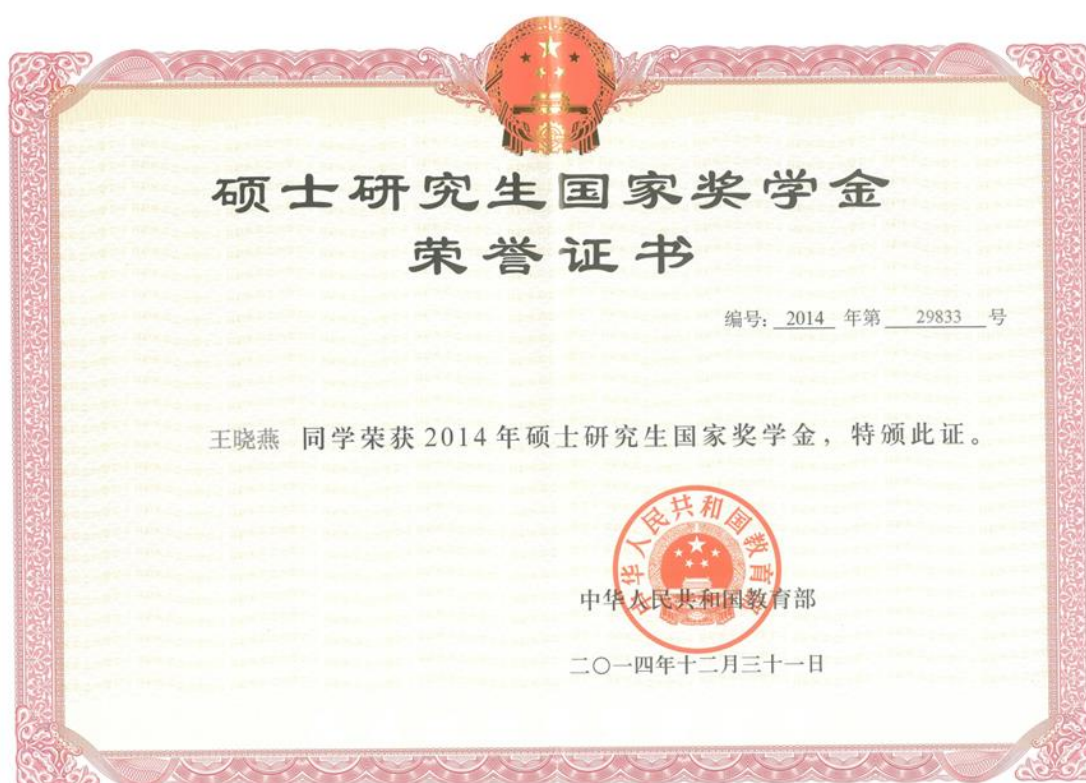 硕士研究生国家奖学金
荣誉证书
编号: 2014 年第 29833 号
王晓燕 同学荣获2014年硕士研究生国家奖学金，特颁此证。
中华人民共和国教育部
中华人民共和国教育部
二〇一四年十二月三十一日